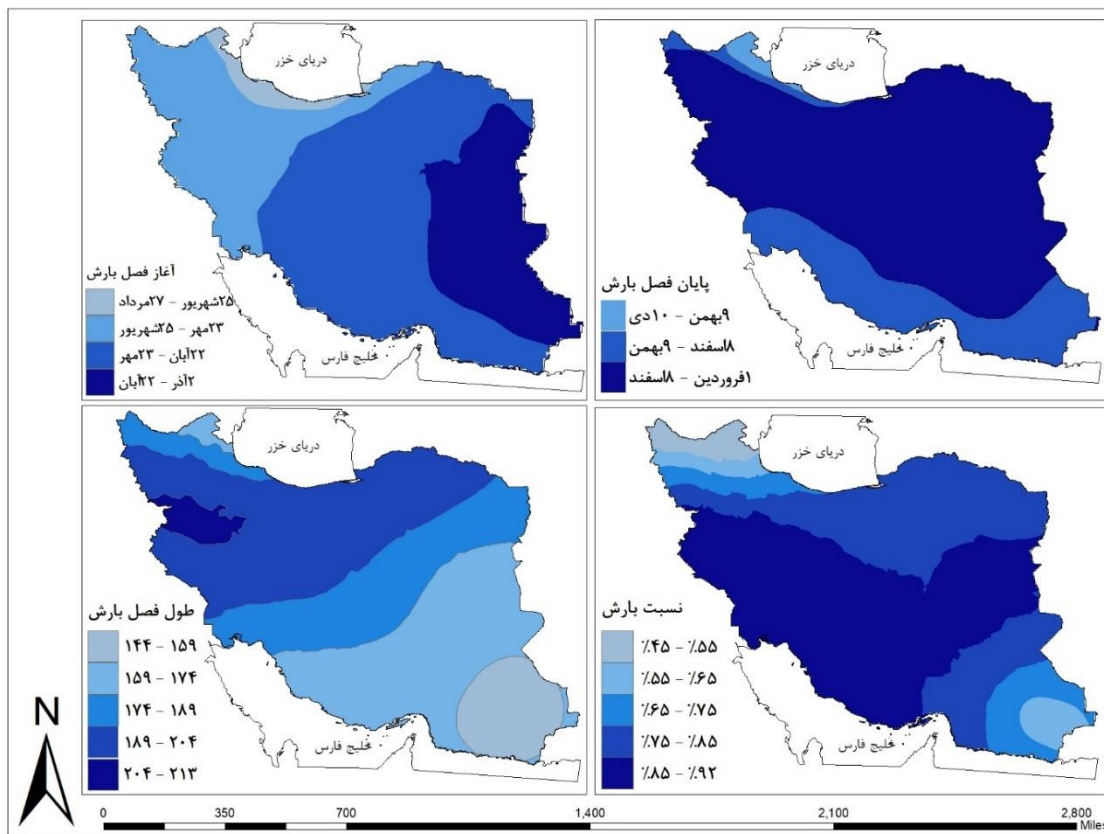 دریای خزر
آغاز فصل بارش
۲۵شهریور - ۲۷مرداد
۲۳مهر - ۲۵شهریور
۲۲آبان - ۲۳مهر
۲آذر - ۲۲آبان
خلیج فارس
دریای خزر
پایان فصل بارش
۹بهمن - ۱۰دی
۸اسفند - ۹بهمن
۱فروردین - ۸اسفند
خلیج فارس
دریای خزر
طول فصل بارش
۱۴۴ - ۱۵۹
۱۵۹ - ۱۷۴
۱۷۴ - ۱۸۹
۱۸۹ - ۲۰۴
۲۰۴ - ۲۱۳
خلیج فارس
دریای خزر
نسبت بارش
٪۴۵ - ٪۵۵
٪۵۵ - ٪۶۵
٪۶۵ - ٪۷۵
٪۷۵ - ٪۸۵
٪۸۵ - ٪۹۲
خلیج فارس
N
0 350 700 1,400 2,100 2,800
Miles